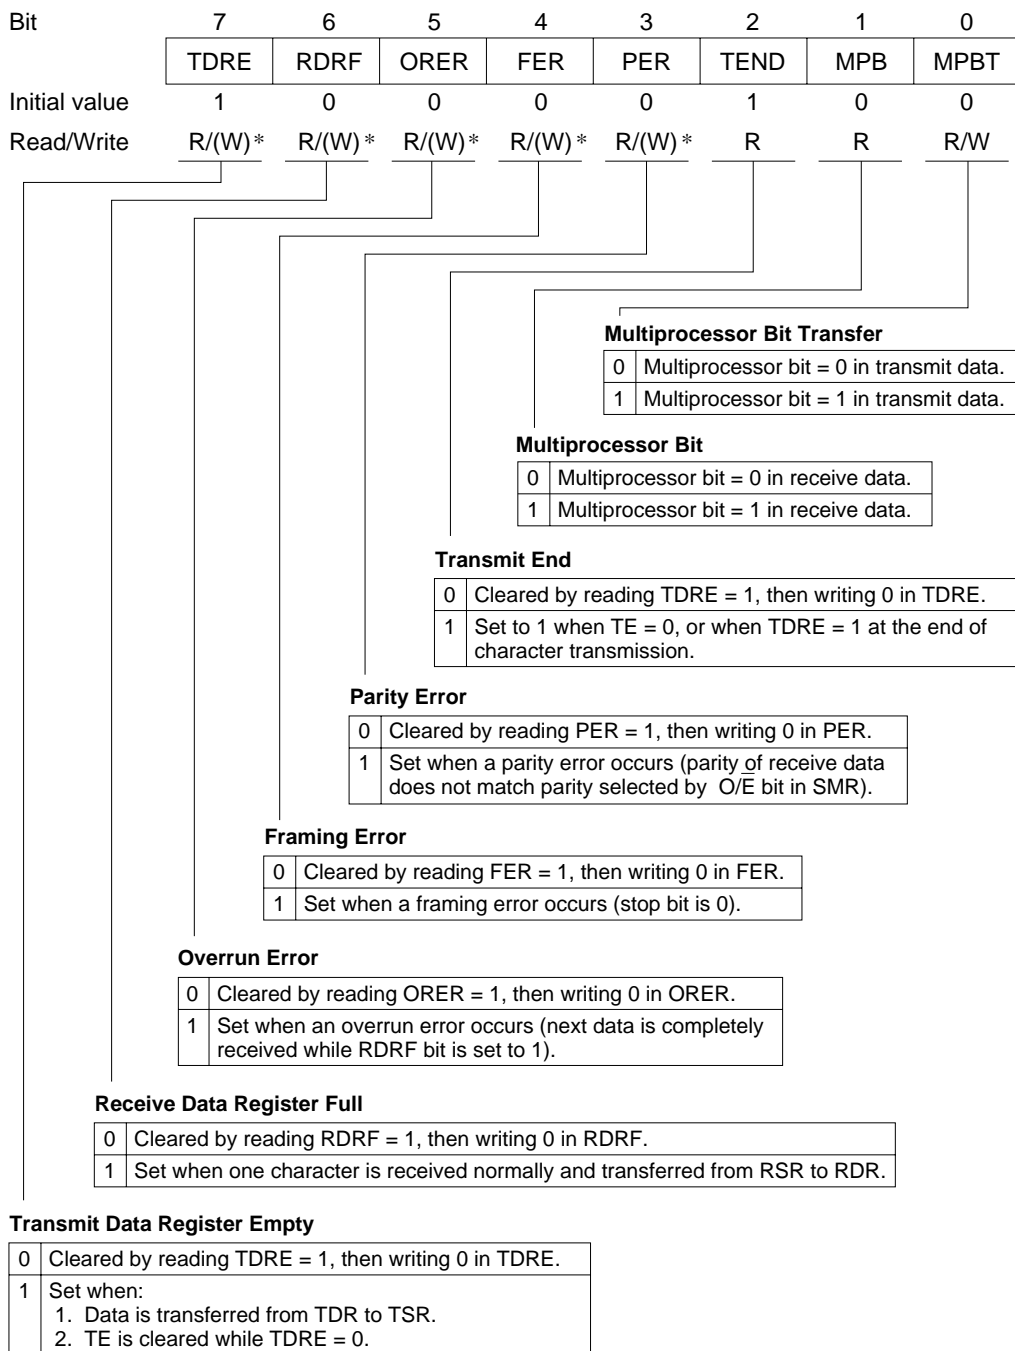 Bit 7 6 5 4 3 2 1 0
TDRE RDRF ORER FER PER TEND MPB MPBT
Initial value 1 0 0 0 0 1 0 0
Read/Write R/(W)* R/(W)* R/(W)* R/(W)* R/(W)* R R R/W
Multiprocessor Bit Transfer
0 Multiprocessor bit = 0 in transmit data.
1 Multiprocessor bit = 1 in transmit data.
Multiprocessor Bit
0 Multiprocessor bit = 0 in receive data.
1 Multiprocessor bit = 1 in receive data.
Transmit End
0 Cleared by reading TDRE = 1, then writing 0 in TDRE.
1 Set to 1 when TE = 0, or when TDRE = 1 at the end of
character transmission.
Parity Error
0 Cleared by reading PER = 1, then writing 0 in PER.
1 Set when a parity error occurs (parity of receive data
does not match parity selected by O/E̅ bit in SMR).
Framing Error
0 Cleared by reading FER = 1, then writing 0 in FER.
1 Set when a framing error occurs (stop bit is 0).
Overrun Error
0 Cleared by reading ORER = 1, then writing 0 in ORER.
1 Set when an overrun error occurs (next data is completely
received while RDRF bit is set to 1).
Receive Data Register Full
0 Cleared by reading RDRF = 1, then writing 0 in RDRF.
1 Set when one character is received normally and transferred from RSR to RDR.
Transmit Data Register Empty
0 Cleared by reading TDRE = 1, then writing 0 in TDRE.
1 Set when:
1. Data is transferred from TDR to TSR.
2. TE is cleared while TDRE = 0.